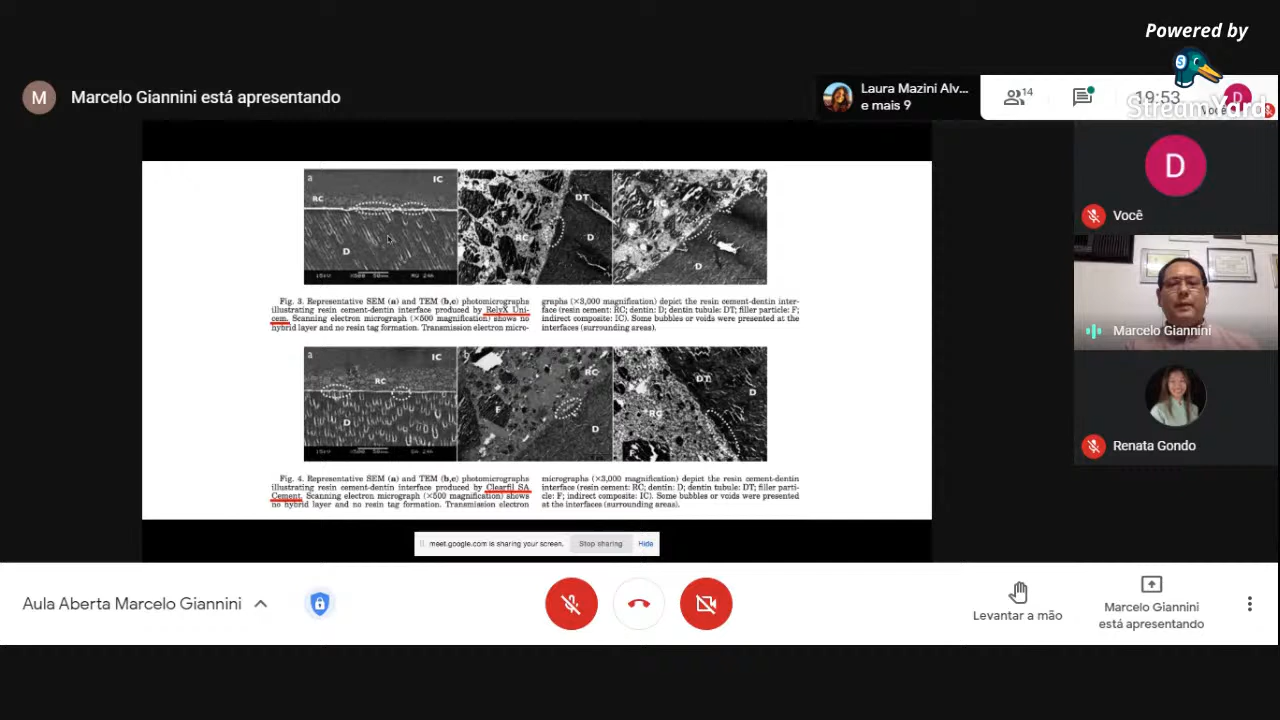 Powered by
StreamYard
M
Marcelo Giannini está apresentando
Laura Mazini Alv...
e mais 9
14
19:53
D
Você
D
Você
Marcelo Giannini
Renata Gondo
a
IC
RC
D
F
RC
DT
D
RC
D
Fig. 3. Representative SEM (a) and TEM (b,c) photomicrographs
illustrating resin cement-dentin interface produced by RelyX Uni-
cem. Scanning electron micrograph (×500 magnification) shows no
hybrid layer and no resin tag formation. Transmission electron micro-
graphs (×3,000 magnification) depict the resin cement-dentin inter-
face (resin cement: RC; dentin: D; dentin tubule: DT; filler particle: F;
indirect composite: IC). Some bubbles or voids were presented at the
interfaces (surrounding areas).
a
IC
RC
D
b
RC
F
D
DT
D
RC
F
Fig. 4. Representative SEM (a) and TEM (b,c) photomicrographs
illustrating resin cement-dentin interface produced by Clearfil SA
Cement. Scanning electron micrograph (×500 magnification) shows
no hybrid layer and no resin tag formation. Transmission electron
micrographs (×3,000 magnification) depict the resin cement-dentin
interface (resin cement: RC; dentin: D; dentin tubule: DT; filler parti-
cle: F; indirect composite: IC). Some bubbles or voids were presented
at the interfaces (surrounding areas).
meet.google.com is sharing your screen.
Stop sharing
Hide
Aula Aberta Marcelo Giannini
Levantar a mão
Marcelo Giannini
está apresentando